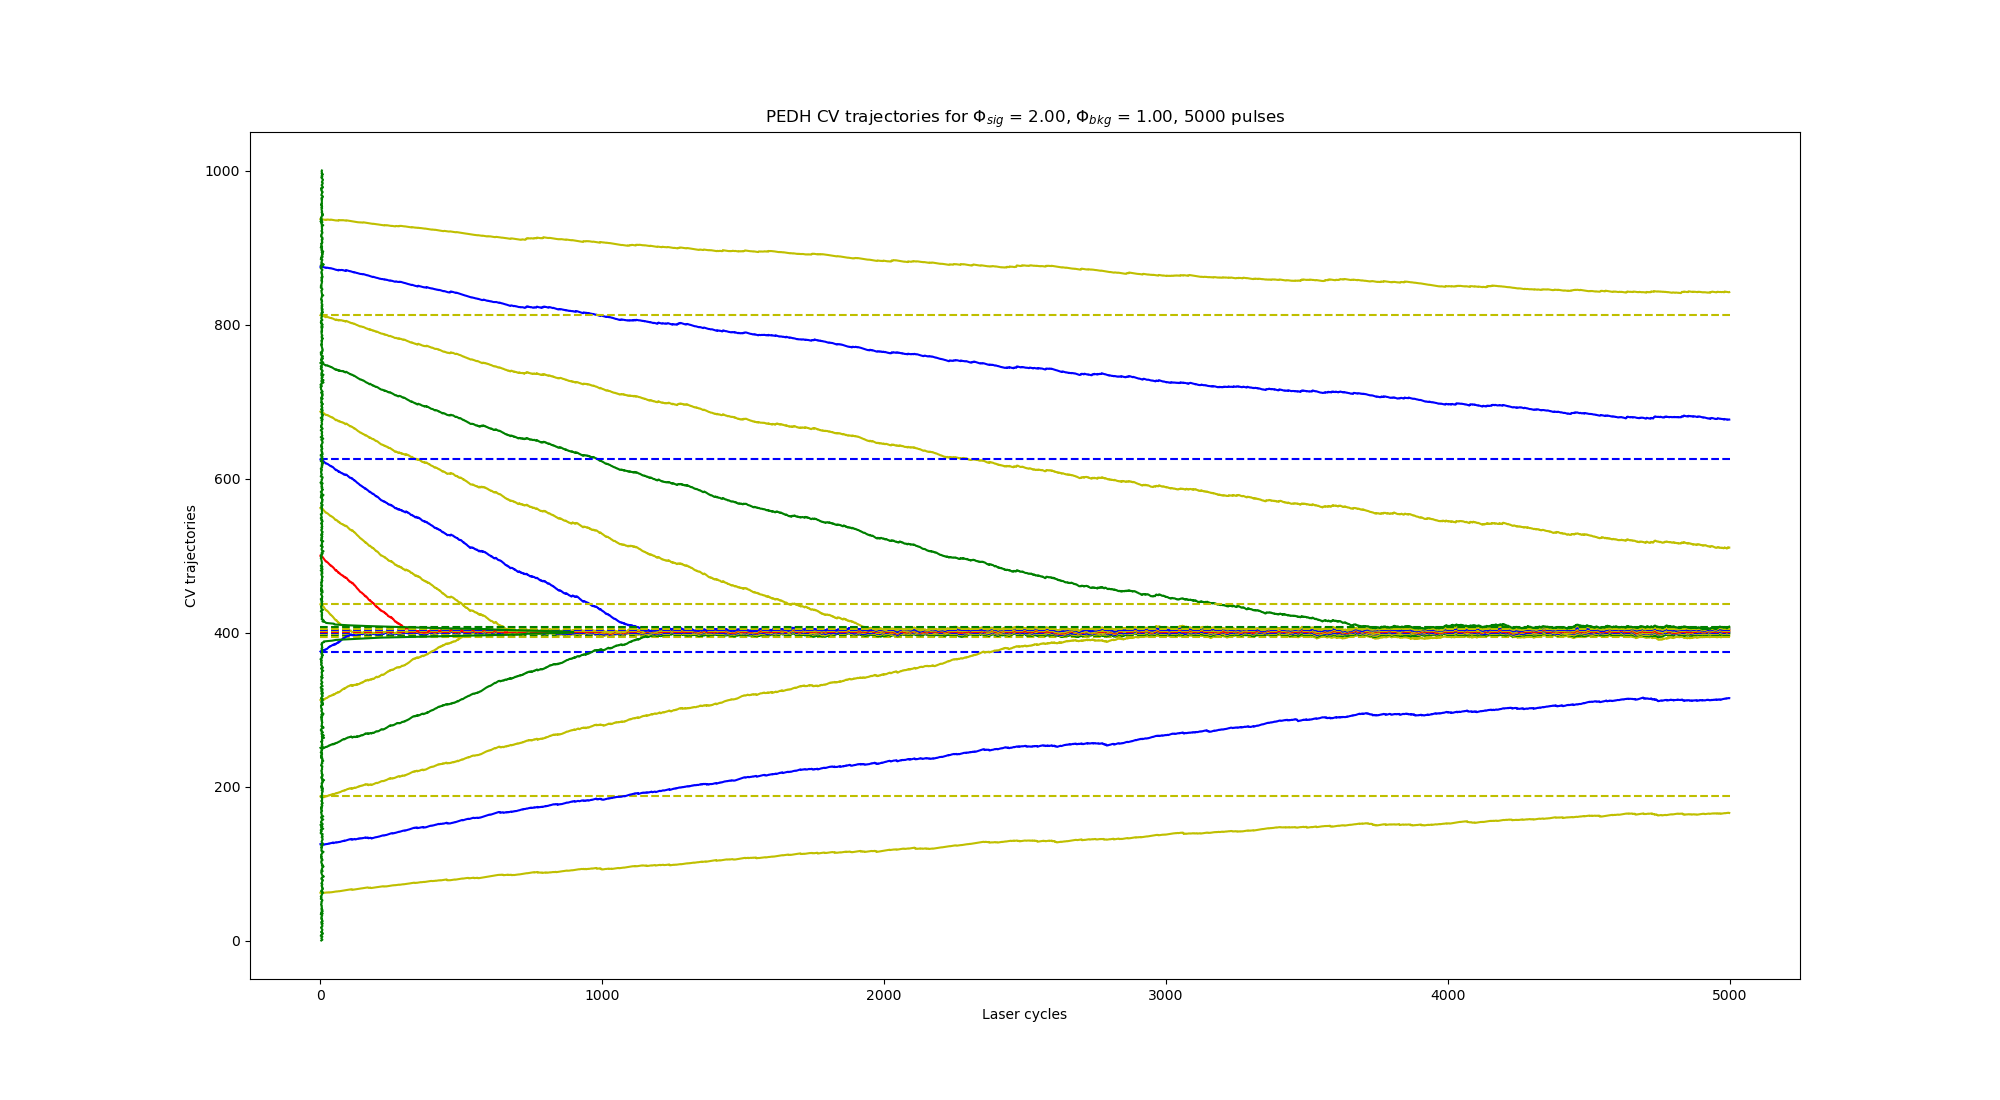 PEDH CV trajectories for Φsig = 2.00, Φbkg = 1.00, 5000 pulses
1000
800
600
400
200
0
CV trajectories
0 1000 2000 3000 4000 5000
Laser cycles